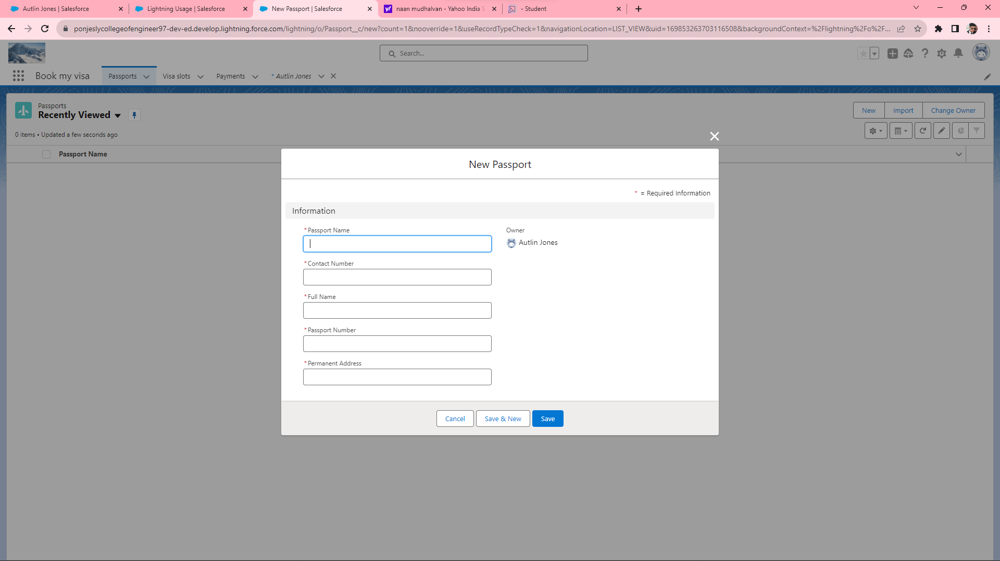 Autlin Jones | Salesforce
Lightning Usage | Salesforce
New Passport | Salesforce
naan mudhalvan - Yahoo India S
- Student
ponjeslycollegeofengineer97-dev-ed.develop.lightning.force.com/lightning/o/Passport__c/new?count=1&nooverride=1&useRecordTypeCheck=1&navigationLocation=LIST_VIEW&uid=169853263703116508&backgroundContext=%2Flightning%2Fo%2F...
Search...
Book my visa
Passports
Visa slots
Payments
* Autlin Jones
Passports
Recently Viewed
New
Import
Change Owner
0 items • Updated a few seconds ago
Passport Name
New Passport
* = Required Information
Information
*Passport Name
Owner
Autlin Jones
*Contact Number
*Full Name
*Passport Number
*Permanent Address
Cancel
Save & New
Save